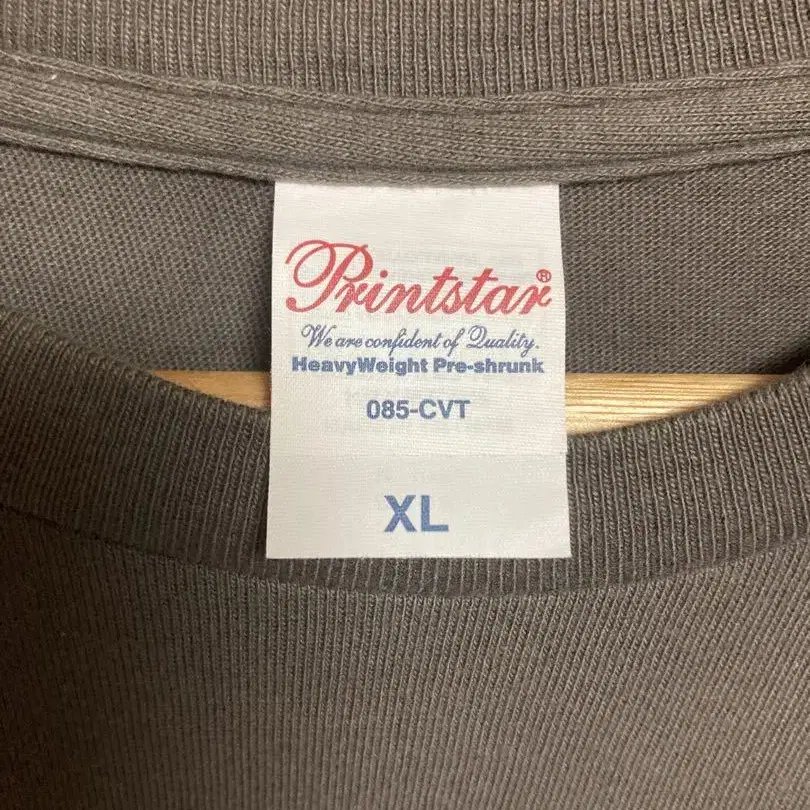 Printstar®
We are confident of Quality.
HeavyWeight Pre-shrunk
085-CVT
XL